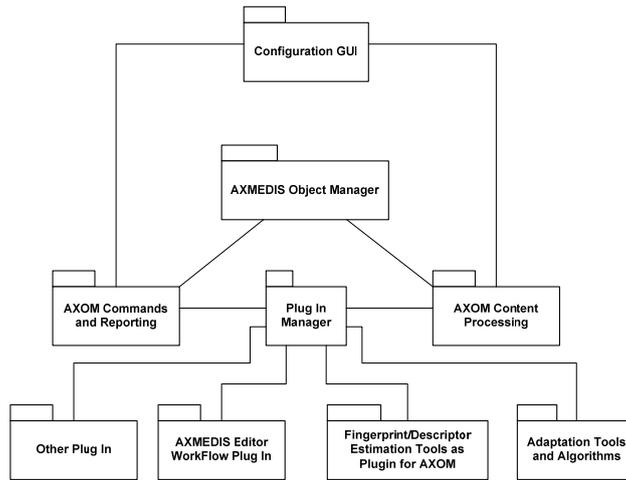 Configuration GUI
AXMEDIS Object Manager
AXOM Commands
and Reporting
Plug In
Manager
AXOM Content
Processing
Other Plug In
AXMEDIS Editor
WorkFlow Plug In
Fingerprint/Descriptor
Estimation Tools as
Plugin for AXOM
Adaptation Tools
and Algorithms